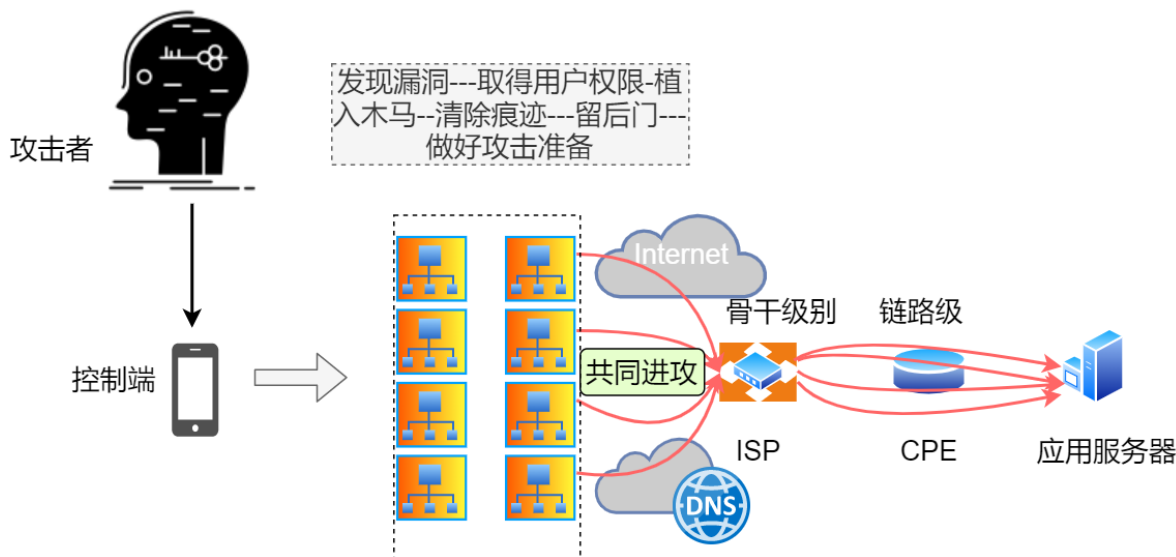 发现漏洞---取得用户权限-植
入木马--清除痕迹---留后门---
做好攻击准备
攻击者
Internet
骨干级别
链路级
控制端
共同进攻
ISP
CPE
应用服务器
DNS